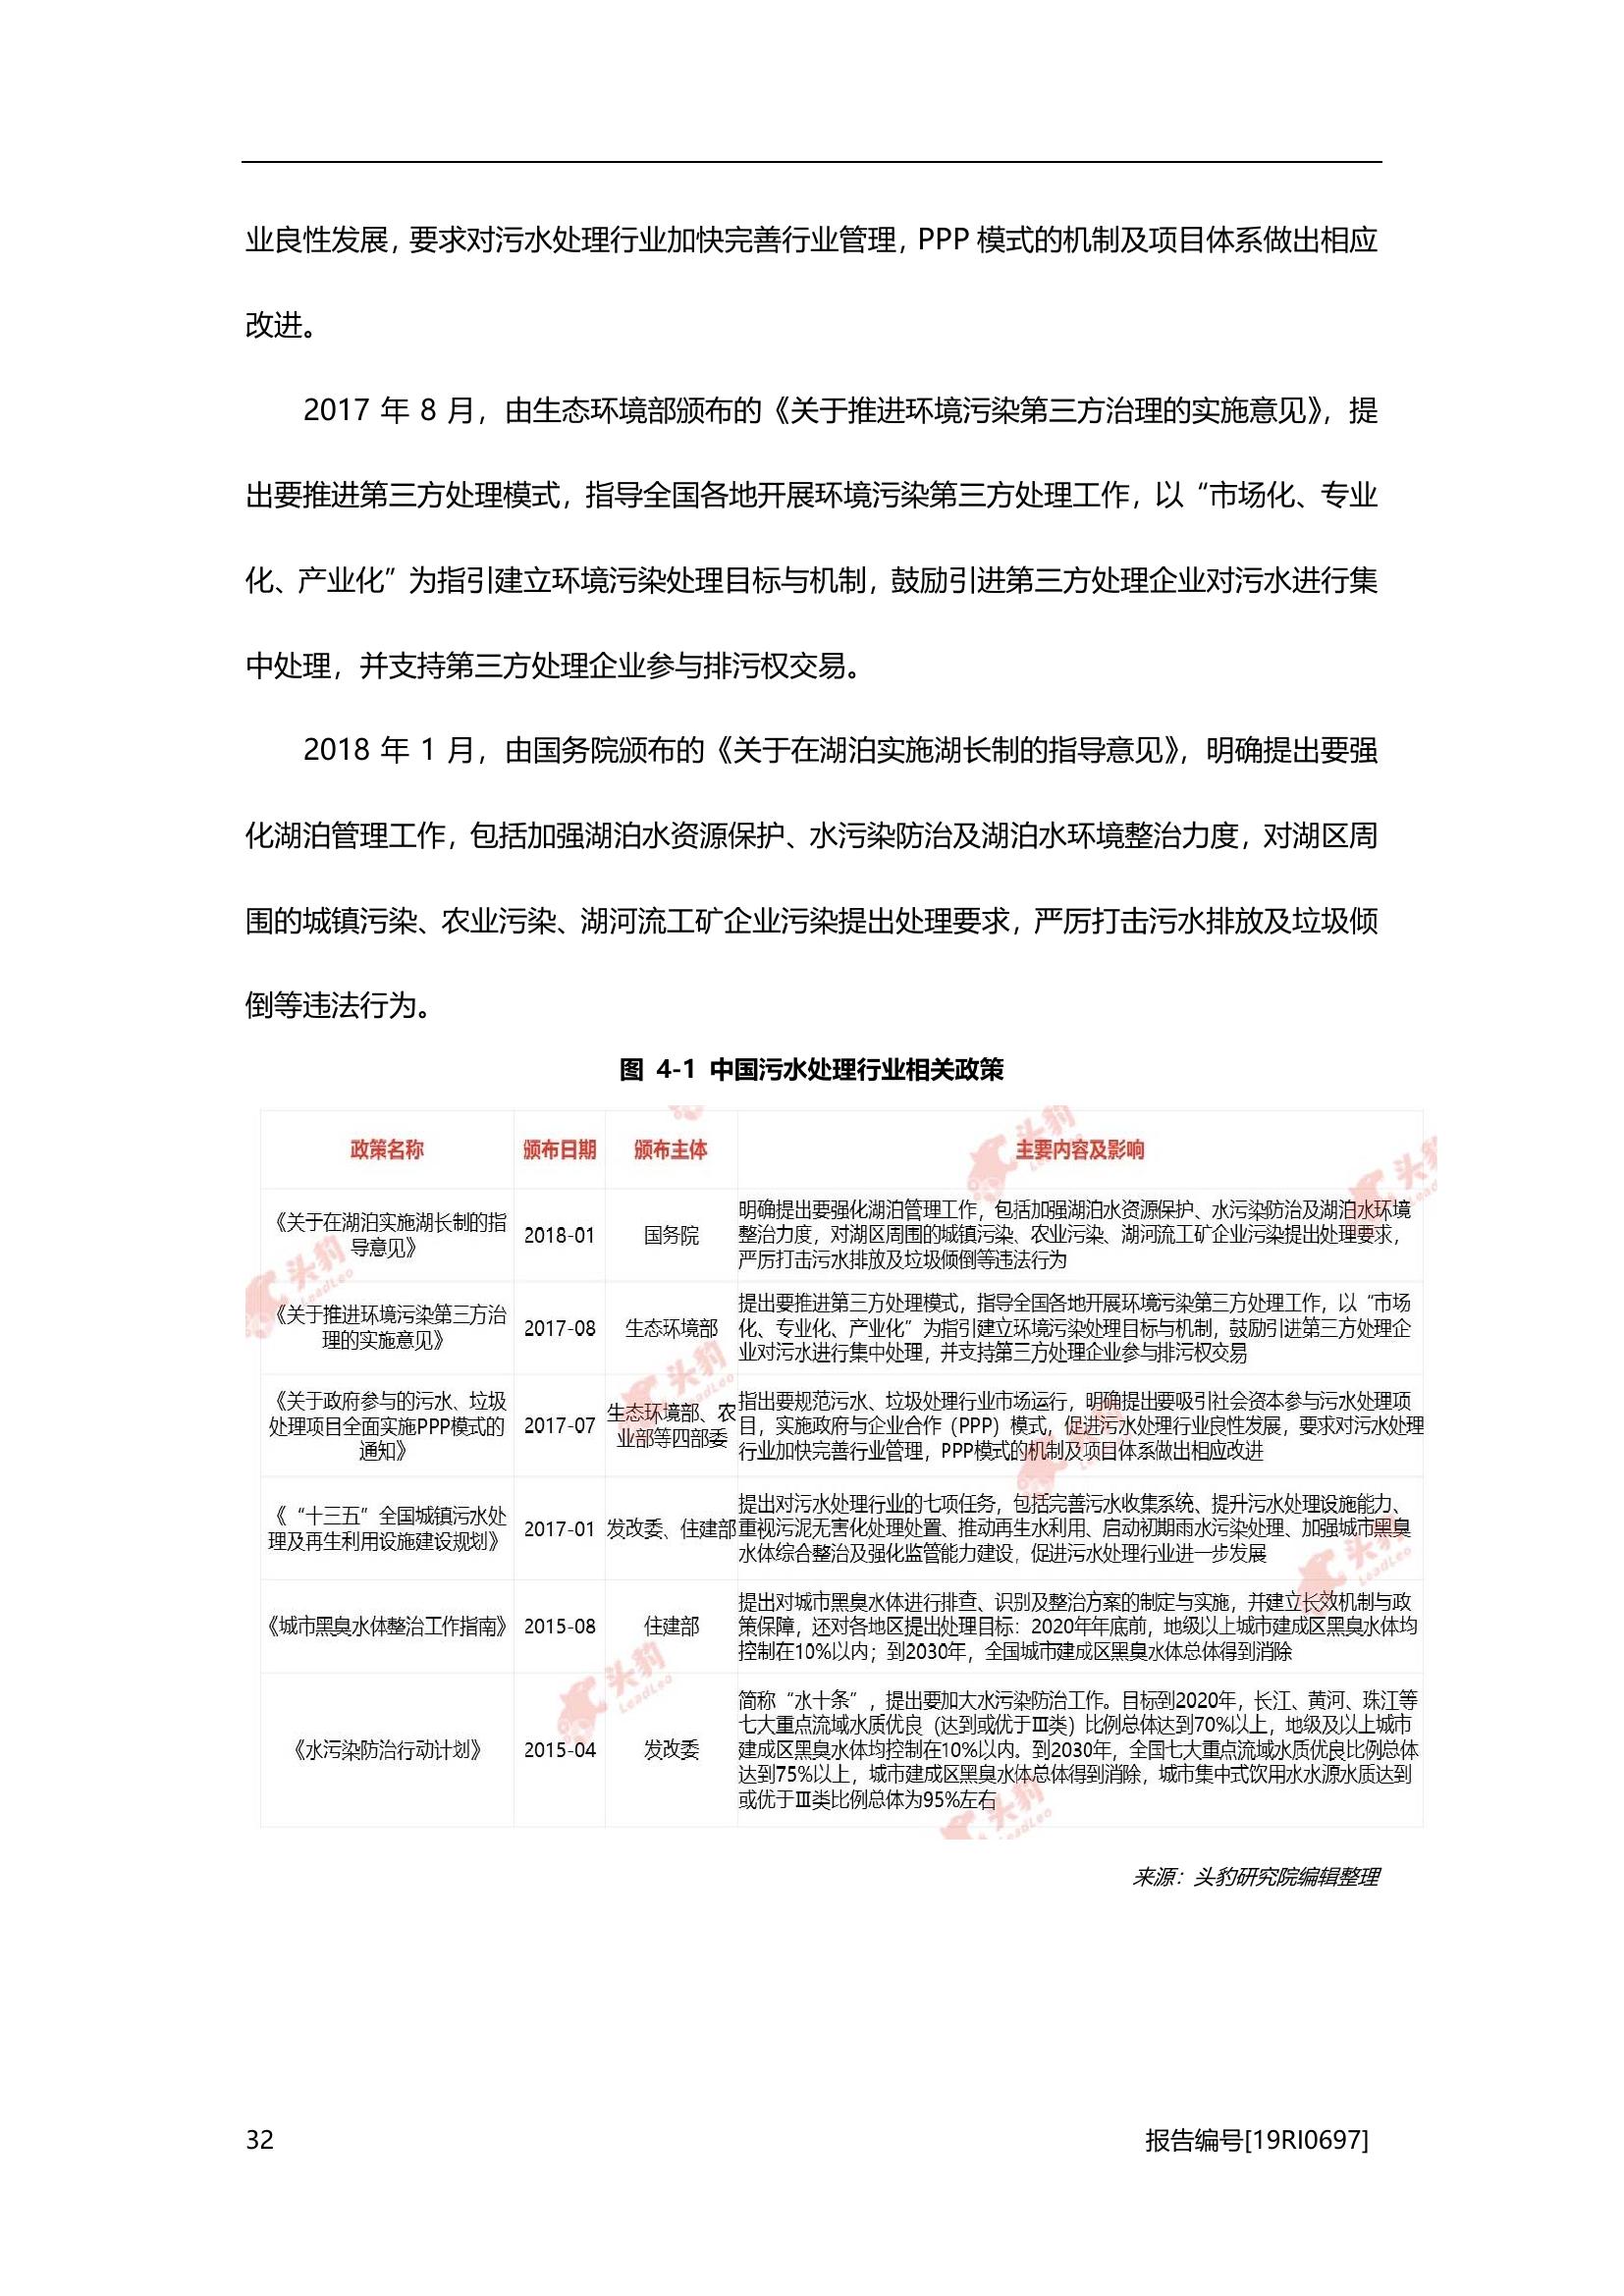 业良性发展，要求对污水处理行业加快完善行业管理，PPP 模式的机制及项目体系做出相应
改进。
2017 年 8 月，由生态环境部颁布的《关于推进环境污染第三方治理的实施意见》，提
出要推进第三方处理模式，指导全国各地开展环境污染第三方处理工作，以“市场化、专业
化、产业化”为指引建立环境污染处理目标与机制，鼓励引进第三方处理企业对污水进行集
中处理，并支持第三方处理企业参与排污权交易。
2018 年 1 月，由国务院颁布的《关于在湖泊实施湖长制的指导意见》，明确提出要强
化湖泊管理工作，包括加强湖泊水资源保护、水污染防治及湖泊水环境整治力度，对湖区周
围的城镇污染、农业污染、湖河流工矿企业污染提出处理要求，严厉打击污水排放及垃圾倾
倒等违法行为。
图 4-1 中国污水处理行业相关政策
政策名称 颁布日期 颁布主体 主要内容及影响
《关于在湖泊实施湖长制的指
导意见》
2018-01
国务院
明确提出要强化湖泊管理工作，包括加强湖泊水资源保护、水污染防治及湖泊水环境
整治力度，对湖区周围的城镇污染、农业污染、湖河流工矿企业污染提出处理要求，
严厉打击污水排放及垃圾倾倒等违法行为
《关于推进环境污染第三方治
理的实施意见》
2017-08
生态环境部
提出要推进第三方处理模式，指导全国各地开展环境污染第三方处理工作，以“市场
化、专业化、产业化”为指引建立环境污染处理目标与机制，鼓励引进第三方处理企
业对污水进行集中处理，并支持第三方处理企业参与排污权交易
《关于政府参与的污水、垃圾
处理项目全面实施PPP模式的
通知》
2017-07
生态环境部、农
业部等四部委
指出要规范污水、垃圾处理行业市场运行，明确提出要吸引社会资本参与污水处理项
目，实施政府与企业合作（PPP）模式，促进污水处理行业良性发展，要求对污水处理
行业加快完善行业管理，PPP模式的机制及项目体系做出相应改进
《“十三五”全国城镇污水处
理及再生利用设施建设规划》
2017-01
发改委、住建部
提出对污水处理行业的七项任务，包括完善污水收集系统、提升污水处理设施能力、
重视污泥无害化处理处置、推动再生水利用、启动初期雨水污染处理、加强城市黑臭
水体综合整治及强化监管能力建设，促进污水处理行业进一步发展
《城市黑臭水体整治工作指南》
2015-08
住建部
提出对城市黑臭水体进行排查、识别及整治方案的制定与实施，并建立长效机制与政
策保障，还对各地区提出处理目标：2020年年底前，地级以上城市建成区黑臭水体均
控制在10%以内；到2030年，全国城市建成区黑臭水体总体得到消除
《水污染防治行动计划》
2015-04
发改委
简称“水十条”，提出要加大水污染防治工作。目标到2020年，长江、黄河、珠江等
七大重点流域水质优良（达到或优于Ⅲ类）比例总体达到70%以上，地级及以上城市
建成区黑臭水体均控制在10%以内。到2030年，全国七大重点流域水质优良比例总体
达到75%以上，城市建成区黑臭水体总体得到消除，城市集中式饮用水水源水质达到
或优于Ⅲ类比例总体为95%左右
来源：头豹研究院编辑整理
32
报告编号[19RI0697]